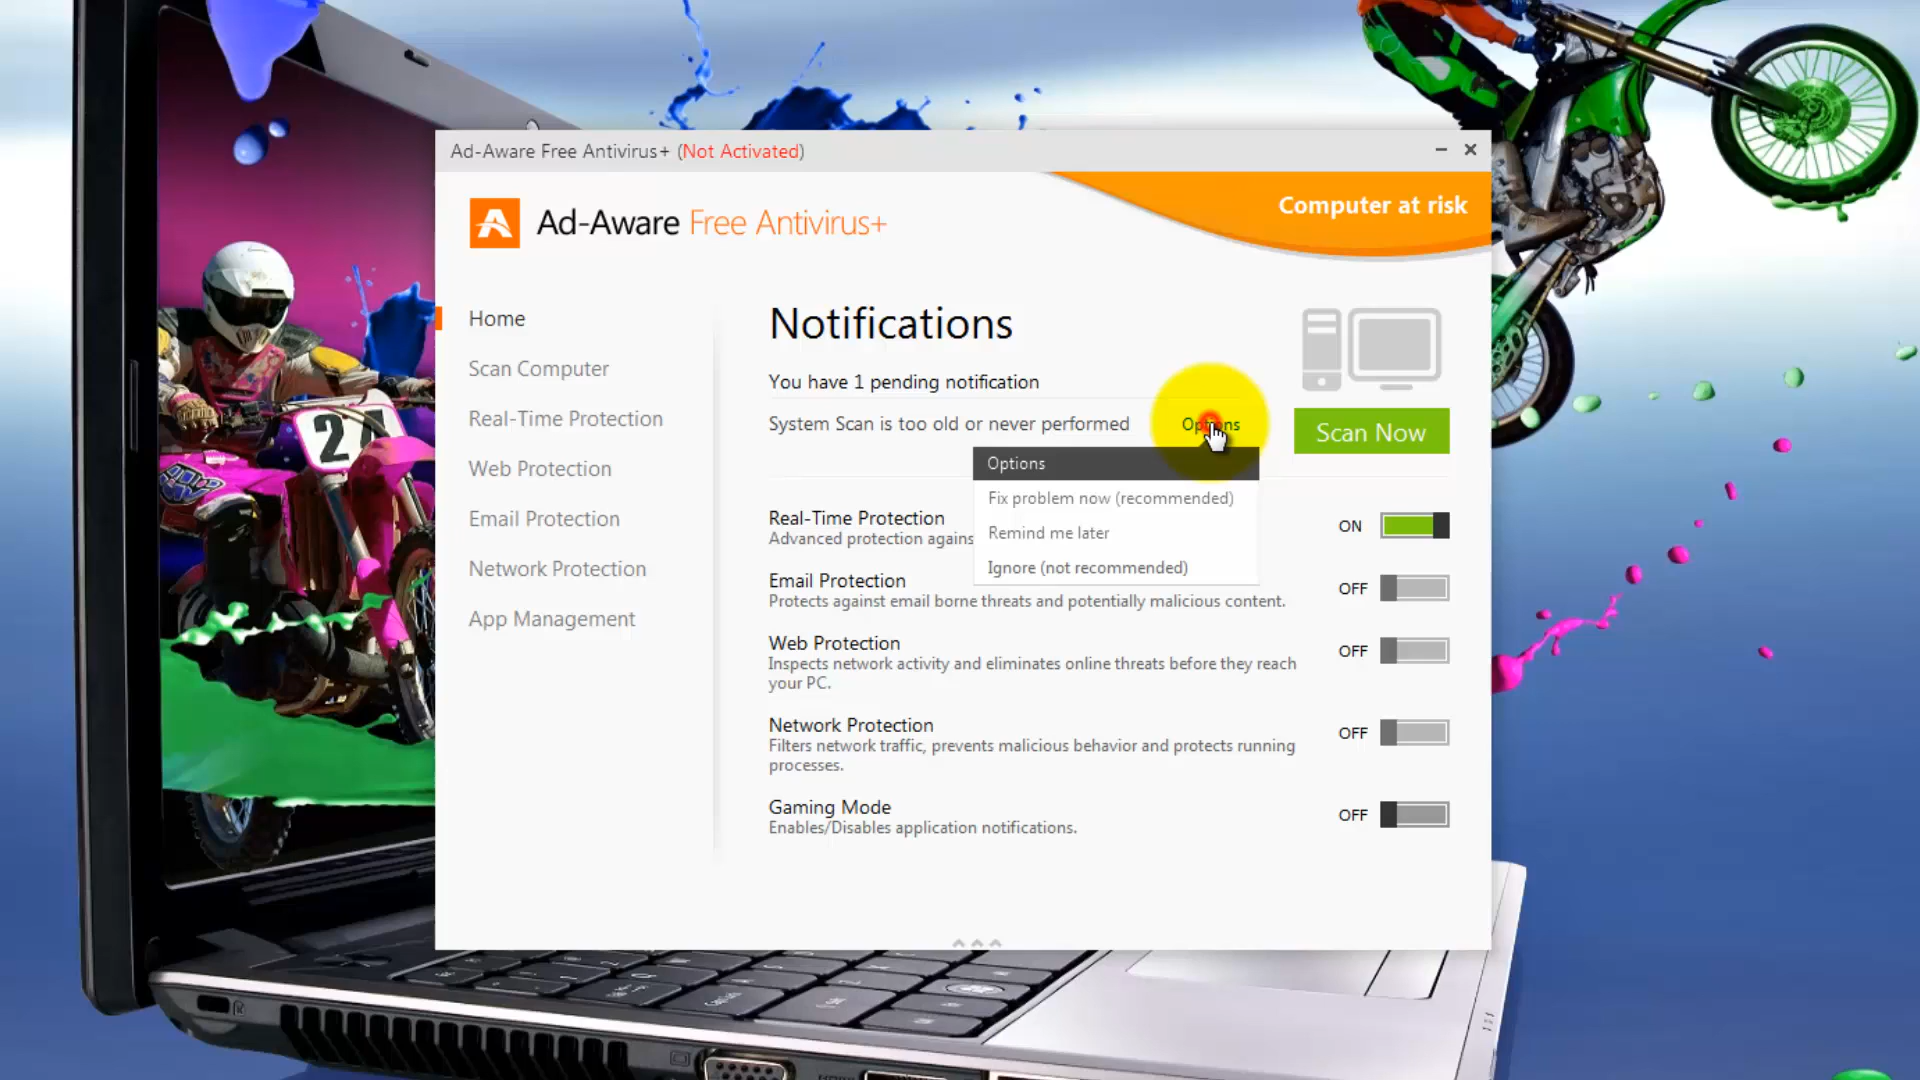 Ad-Aware Free Antivirus+ (Not Activated)
Computer at risk
Ad-Aware Free Antivirus+
Home
Scan Computer
Real-Time Protection
Web Protection
Email Protection
Network Protection
App Management
Notifications
You have 1 pending notification
System Scan is too old or never performed
Options
Scan Now
Options
Fix problem now (recommended)
Remind me later
Ignore (not recommended)
Real-Time Protection
Advanced protection agains
ON
Email Protection
Protects against email borne threats and potentially malicious content.
OFF
Web Protection
Inspects network activity and eliminates online threats before they reach
your PC.
OFF
Network Protection
Filters network traffic, prevents malicious behavior and protects running
processes.
OFF
Gaming Mode
Enables/Disables application notifications.
OFF
24